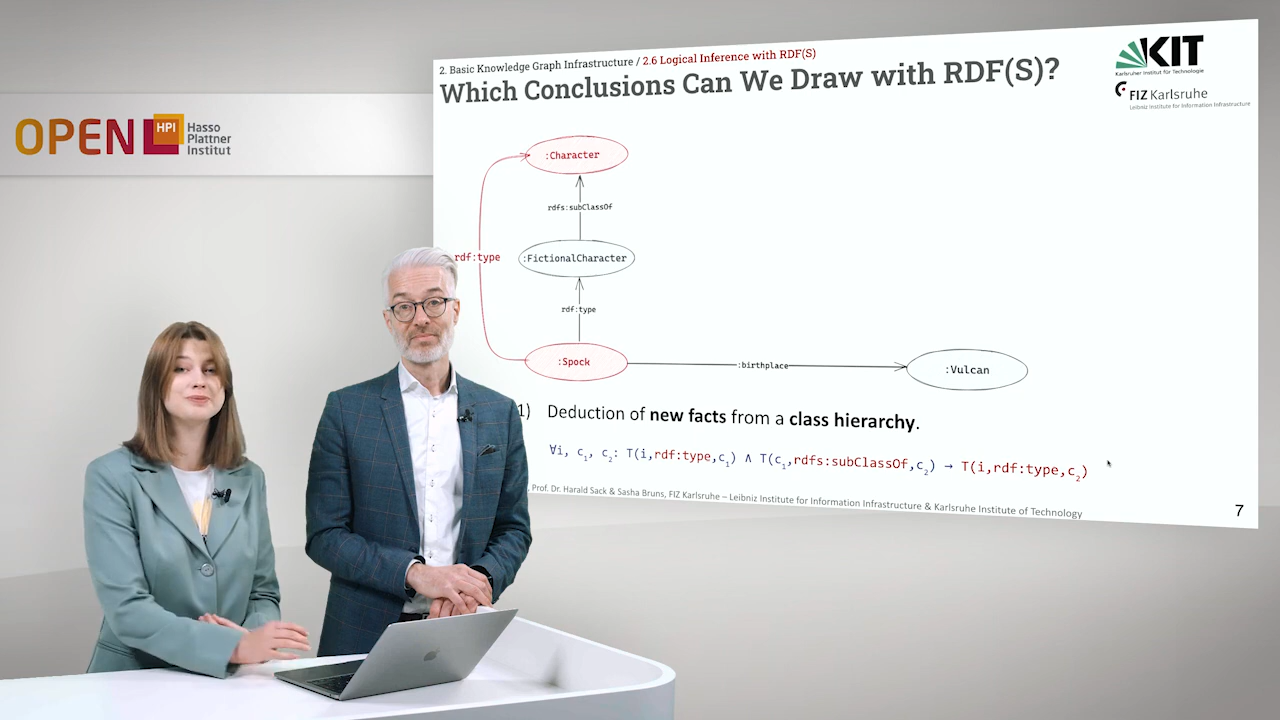 2. Basic Knowledge Graph Infrastructure / 2.6 Logical Inference with RDF(S)
Which Conclusions Can We Draw with RDF(S)?
KIT
Karlsruher Institut für Technologie
FIZ Karlsruhe
Leibniz Institute for Information Infrastructure
OPEN HPI Hasso
Plattner
Institut
:Character
rdfs:subClassOf
rdf:type
:FictionalCharacter
rdf:type
:Spock
:birthplace
:Vulcan
1) Deduction of new facts from a class hierarchy.
∀i, c₁, c₂: T(i,rdf:type,c₁) ∧ T(c₁,rdfs:subClassOf,c₂) → T(i,rdf:type,c₂)
, Prof. Dr. Harald Sack & Sasha Bruns, FIZ Karlsruhe – Leibniz Institute for Information Infrastructure & Karlsruhe Institute of Technology
7